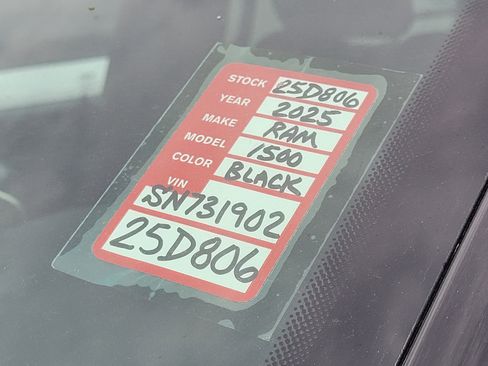 STOCK 25D806
YEAR 2025
MAKE RAM
MODEL 1500
COLOR BLACK
VIN SN731902
25D806